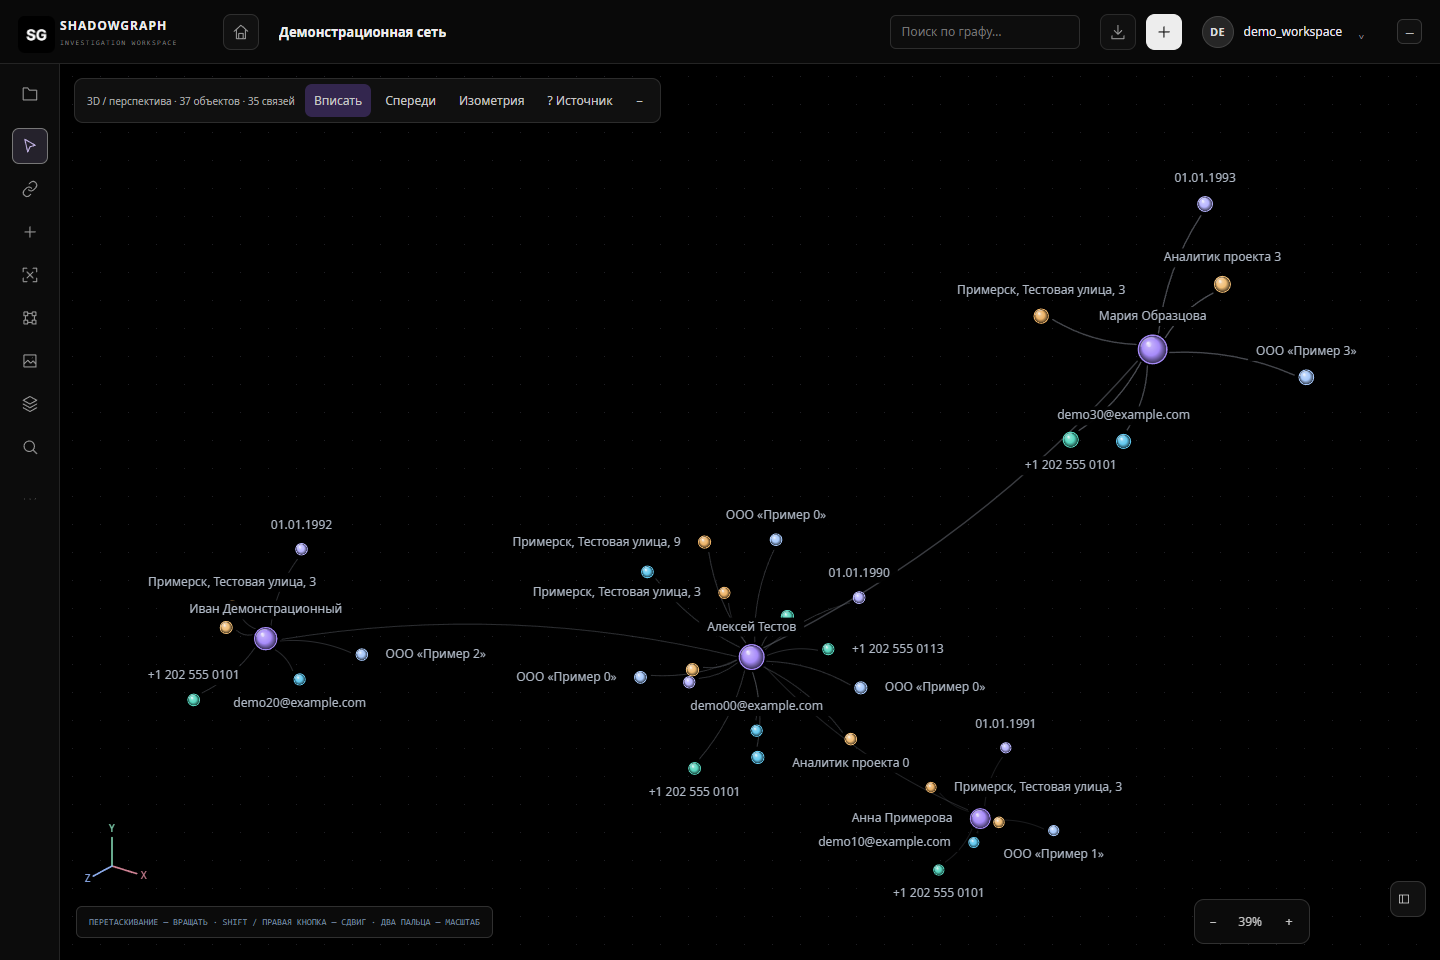 SG
SHADOWGRAPH
INVESTIGATION WORKSPACE
Демонстрационная сеть
Поиск по графу...
DE
demo_workspace
3D / перспектива · 37 объектов · 35 связей
Вписать
Спереди
Изометрия
? Источник
–
01.01.1993
Аналитик проекта 3
Примерск, Тестовая улица, 3
Мария Образцова
ООО «Пример 3»
demo30@example.com
+1 202 555 0101
01.01.1992
Примерск, Тестовая улица, 3
Иван Демонстрационный
ООО «Пример 2»
+1 202 555 0101
demo20@example.com
ООО «Пример 0»
Примерск, Тестовая улица, 9
01.01.1990
Примерск, Тестовая улица, 3
Алексей Тестов
+1 202 555 0113
ООО «Пример 0»
ООО «Пример 0»
demo00@example.com
Аналитик проекта 0
+1 202 555 0101
01.01.1991
Примерск, Тестовая улица, 3
Анна Примерова
demo10@example.com
ООО «Пример 1»
+1 202 555 0101
Y
Z
X
ПЕРЕТАСКИВАНИЕ — ВРАЩАТЬ · SHIFT / ПРАВАЯ КНОПКА — СДВИГ · ДВА ПАЛЬЦА — МАСШТАБ
– 39% +